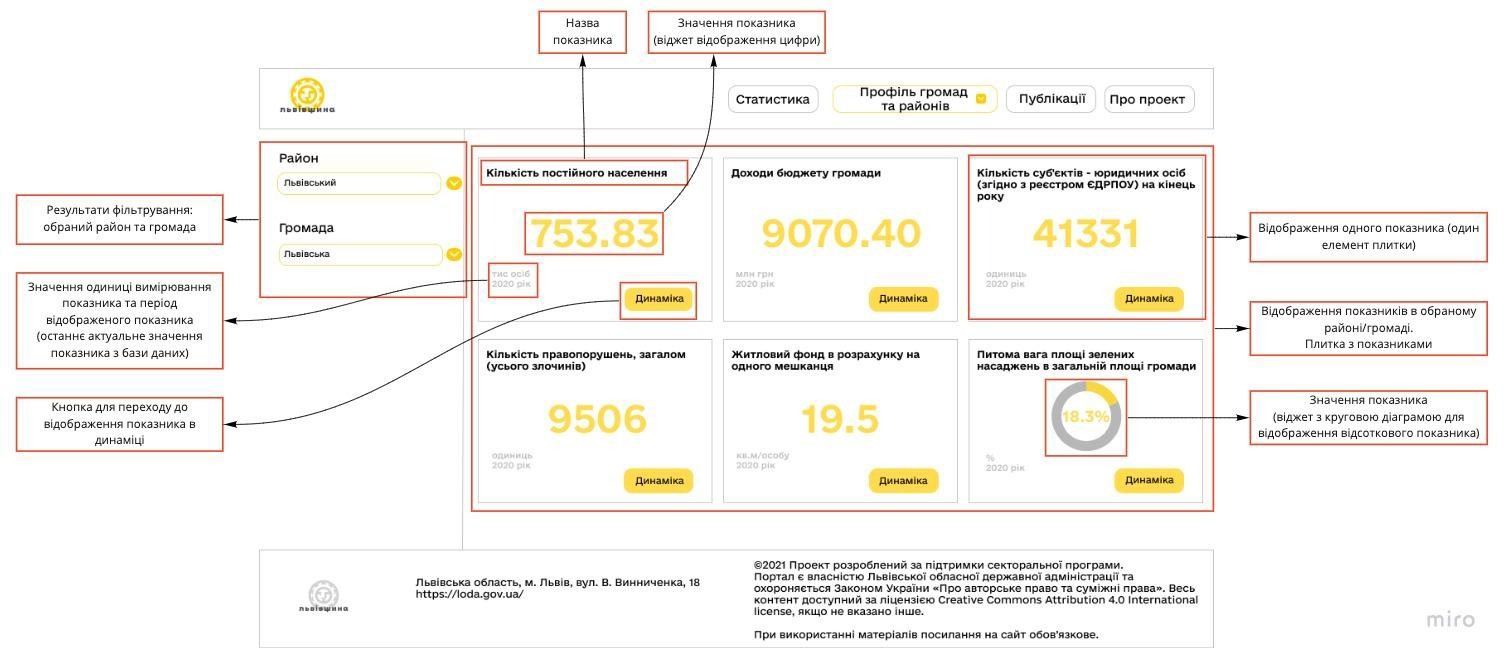 Назва
показника
Значення показника
(віджет відображення цифри)
львівщина
Статистика
Профіль громад
та районів
Публікації
Про проект
Район
Львівський
Громада
Львівська
Результати фільтрування:
обраний район та громада
Значення одиниці вимірювання
показника та період
відображеного показника
(останнє актуальне значення
показника з бази даних)
Кнопка для переходу до
відображення показника в
динаміці
Кількість постійного населення
753.83
тис осіб
2020 рік
Динаміка
Доходи бюджету громади
9070.40
млн грн
2020 рік
Динаміка
Кількість суб'єктів - юридичних осіб
(згідно з реєстром ЄДРПОУ) на кінець
року
41331
одиниць
2020 рік
Динаміка
Кількість правопорушень, загалом
(усього злочинів)
9506
одиниць
2020 рік
Динаміка
Житловий фонд в розрахунку на
одного мешканця
19.5
кв.м/особу
2020 рік
Динаміка
Питома вага площі зелених
насаджень в загальній площі громади
18.3%
%
2020 рік
Динаміка
Відображення одного показника (один
елемент плитки)
Відображення показників в обраному
районі/громаді.
Плитка з показниками
Значення показника
(віджет з круговою діаграмою для
відображення відсоткового показника)
львівщина
Львівська область, м. Львів, вул. В. Винниченка, 18
https://loda.gov.ua/
©2021 Проект розроблений за підтримки секторальної програми.
Портал є власністю Львівської обласної державної адміністрації та
охороняється Законом України «Про авторське право та суміжні права». Весь
контент доступний за ліцензією Creative Commons Attribution 4.0 International
license, якщо не вказано інше.
При використанні матеріалів посилання на сайт обов'язкове.
miro